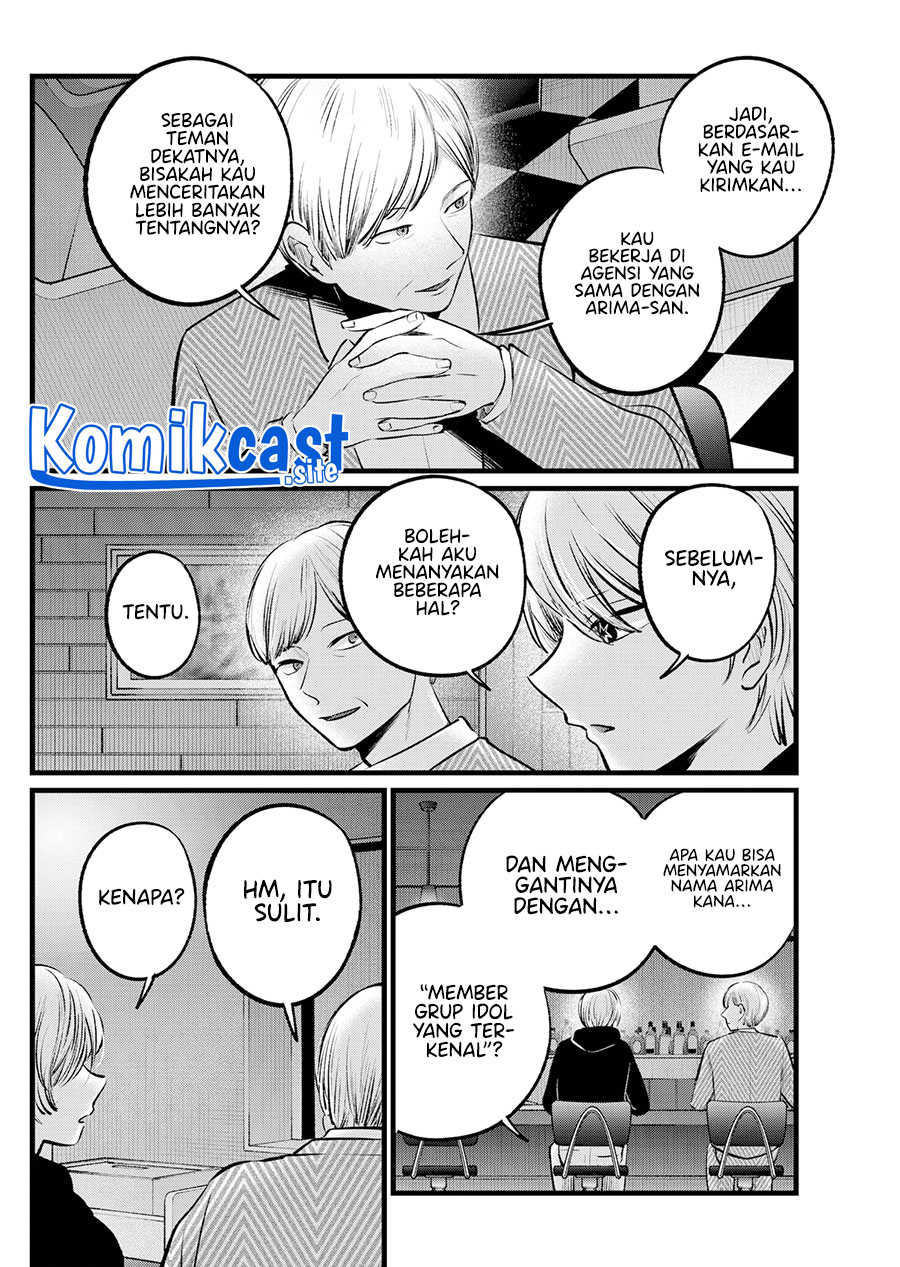 JADI,
BERDASAR-
KAN E-MAIL
YANG KAU
KIRIMKAN...
KAU
BEKERJA DI
AGENSI YANG
SAMA DENGAN
ARIMA-SAN.
SEBAGAI
TEMAN
DEKATNYA,
BISAKAH KAU
MENCERITAKAN
LEBIH BANYAK
TENTANGNYA?
Komikcast
.site
SEBELUM-
NYA,
BOLEH-
KAH AKU
MENANYAKAN
BEBERAPA
HAL?
TENTU.
APA KAU BISA
MENYAMARKAN
NAMA ARIMA
KANA...
DAN MENG-
GANTINYA
DENGAN...
“MEMBER
GRUP IDOL
YANG TER-
KENAL”?
HM, ITU
SULIT.
KENAPA?